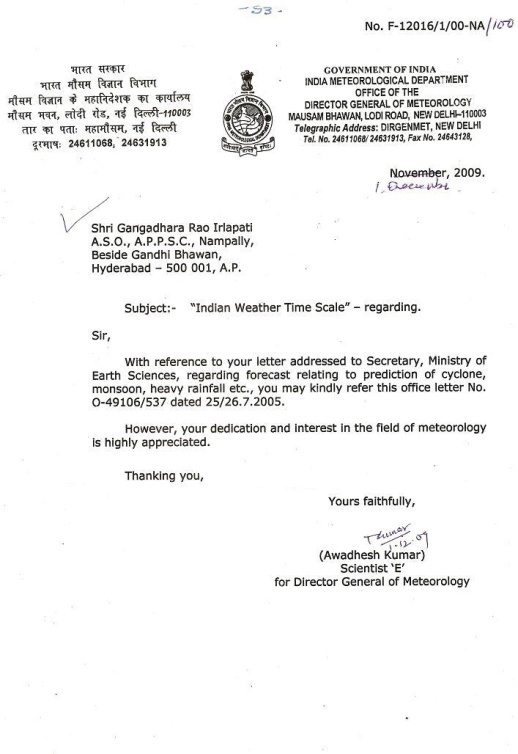 -53-
No. F-12016/1/00-NA/100
भारत सरकार
भारत मौसम विज्ञान विभाग
मौसम विज्ञान के महानिदेशक का कार्यालय
मौसम भवन, लोदी रोड, नई दिल्ली-110003
तार का पताः महामौसम, नई दिल्ली
दूरभाषः 24611068, 24631913
GOVERNMENT OF INDIA
INDIA METEOROLOGICAL DEPARTMENT
OFFICE OF THE
DIRECTOR GENERAL OF METEOROLOGY
MAUSAM BHAWAN, LODI ROAD, NEW DELHI-110003
Telegraphic Address: DIRGENMET, NEW DELHI
Tel. No. 24611068/ 24631913, Fax No. 24643128,
November, 2009.
1, December
Shri Gangadhara Rao Irlapati
A.S.O., A.P.P.S.C., Nampally,
Beside Gandhi Bhawan,
Hyderabad – 500 001, A.P.
Subject:- "Indian Weather Time Scale" – regarding.
Sir,
With reference to your letter addressed to Secretary, Ministry of
Earth Sciences, regarding forecast relating to prediction of cyclone,
monsoon, heavy rainfall etc., you may kindly refer this office letter No.
O-49106/537 dated 25/26.7.2005.
However, your dedication and interest in the field of meteorology
is highly appreciated.
Thanking you,
Yours faithfully,
1.12.09
(Awadhesh Kumar)
Scientist 'E'
for Director General of Meteorology